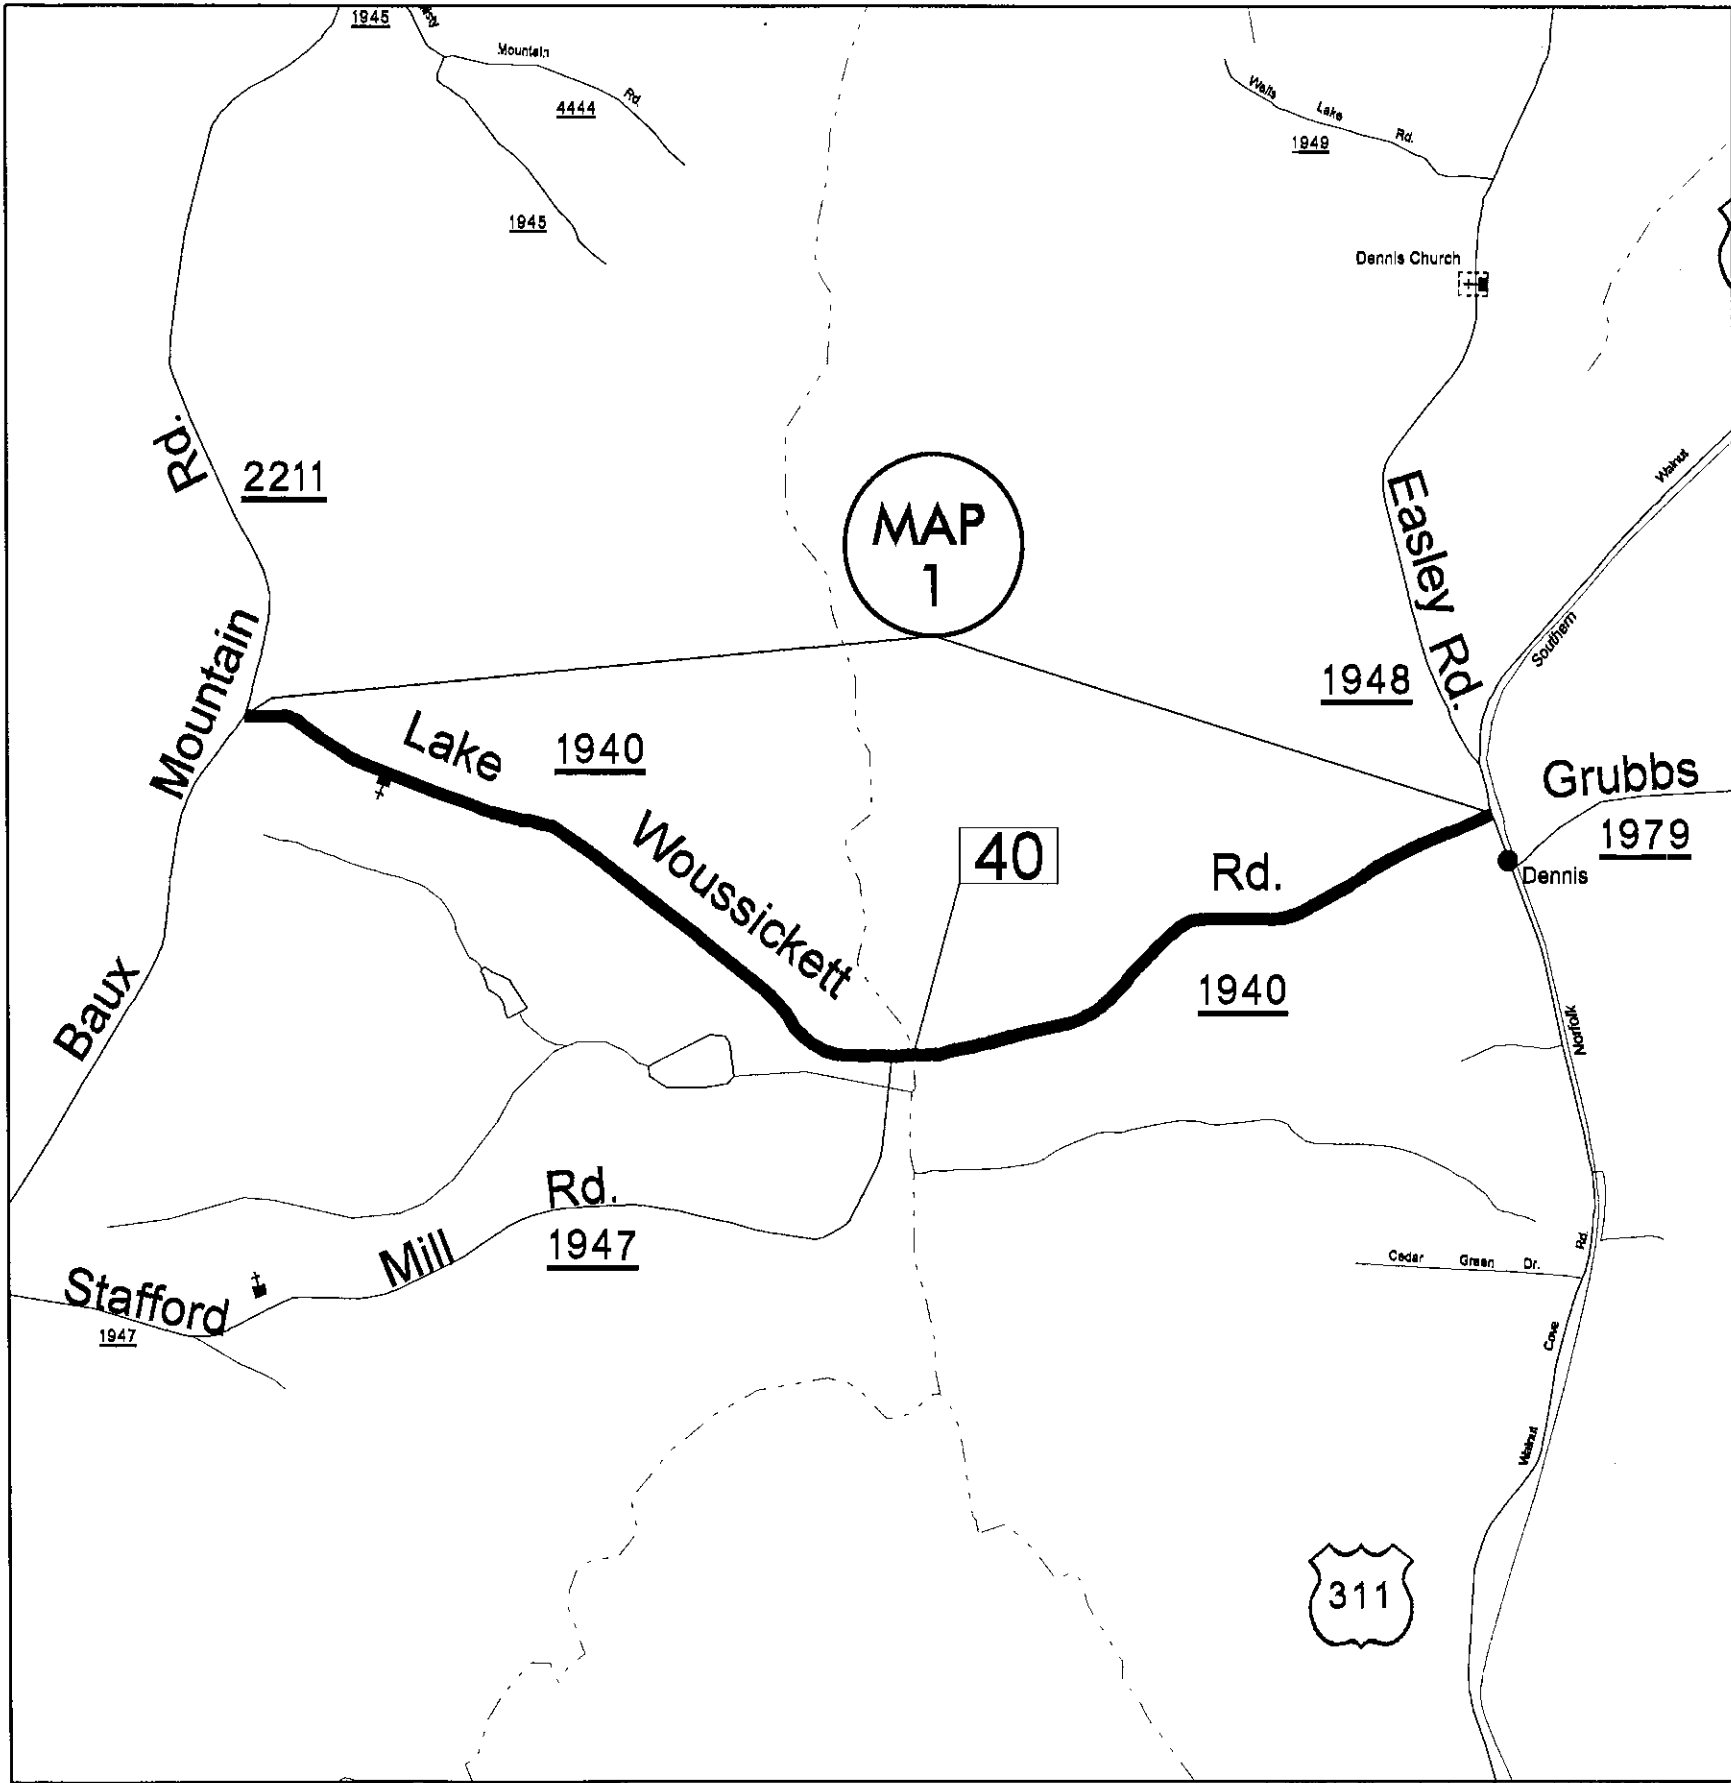 1945
Mountain
Rd.
4444
1945
Walts Lake Rd.
1949
Dennis Church
Rd.
2211
Mountain
Baux
MAP
1
Easley Rd.
1948
Walnut
Southern
Lake
1940
Woussickett
Rd.
1940
40
Grubbs
1979
Dennis
Norfolk
Stafford
Mill
Rd.
1947
1947
Cedar Green Dr.
Rd.
Cove
Walnut
311